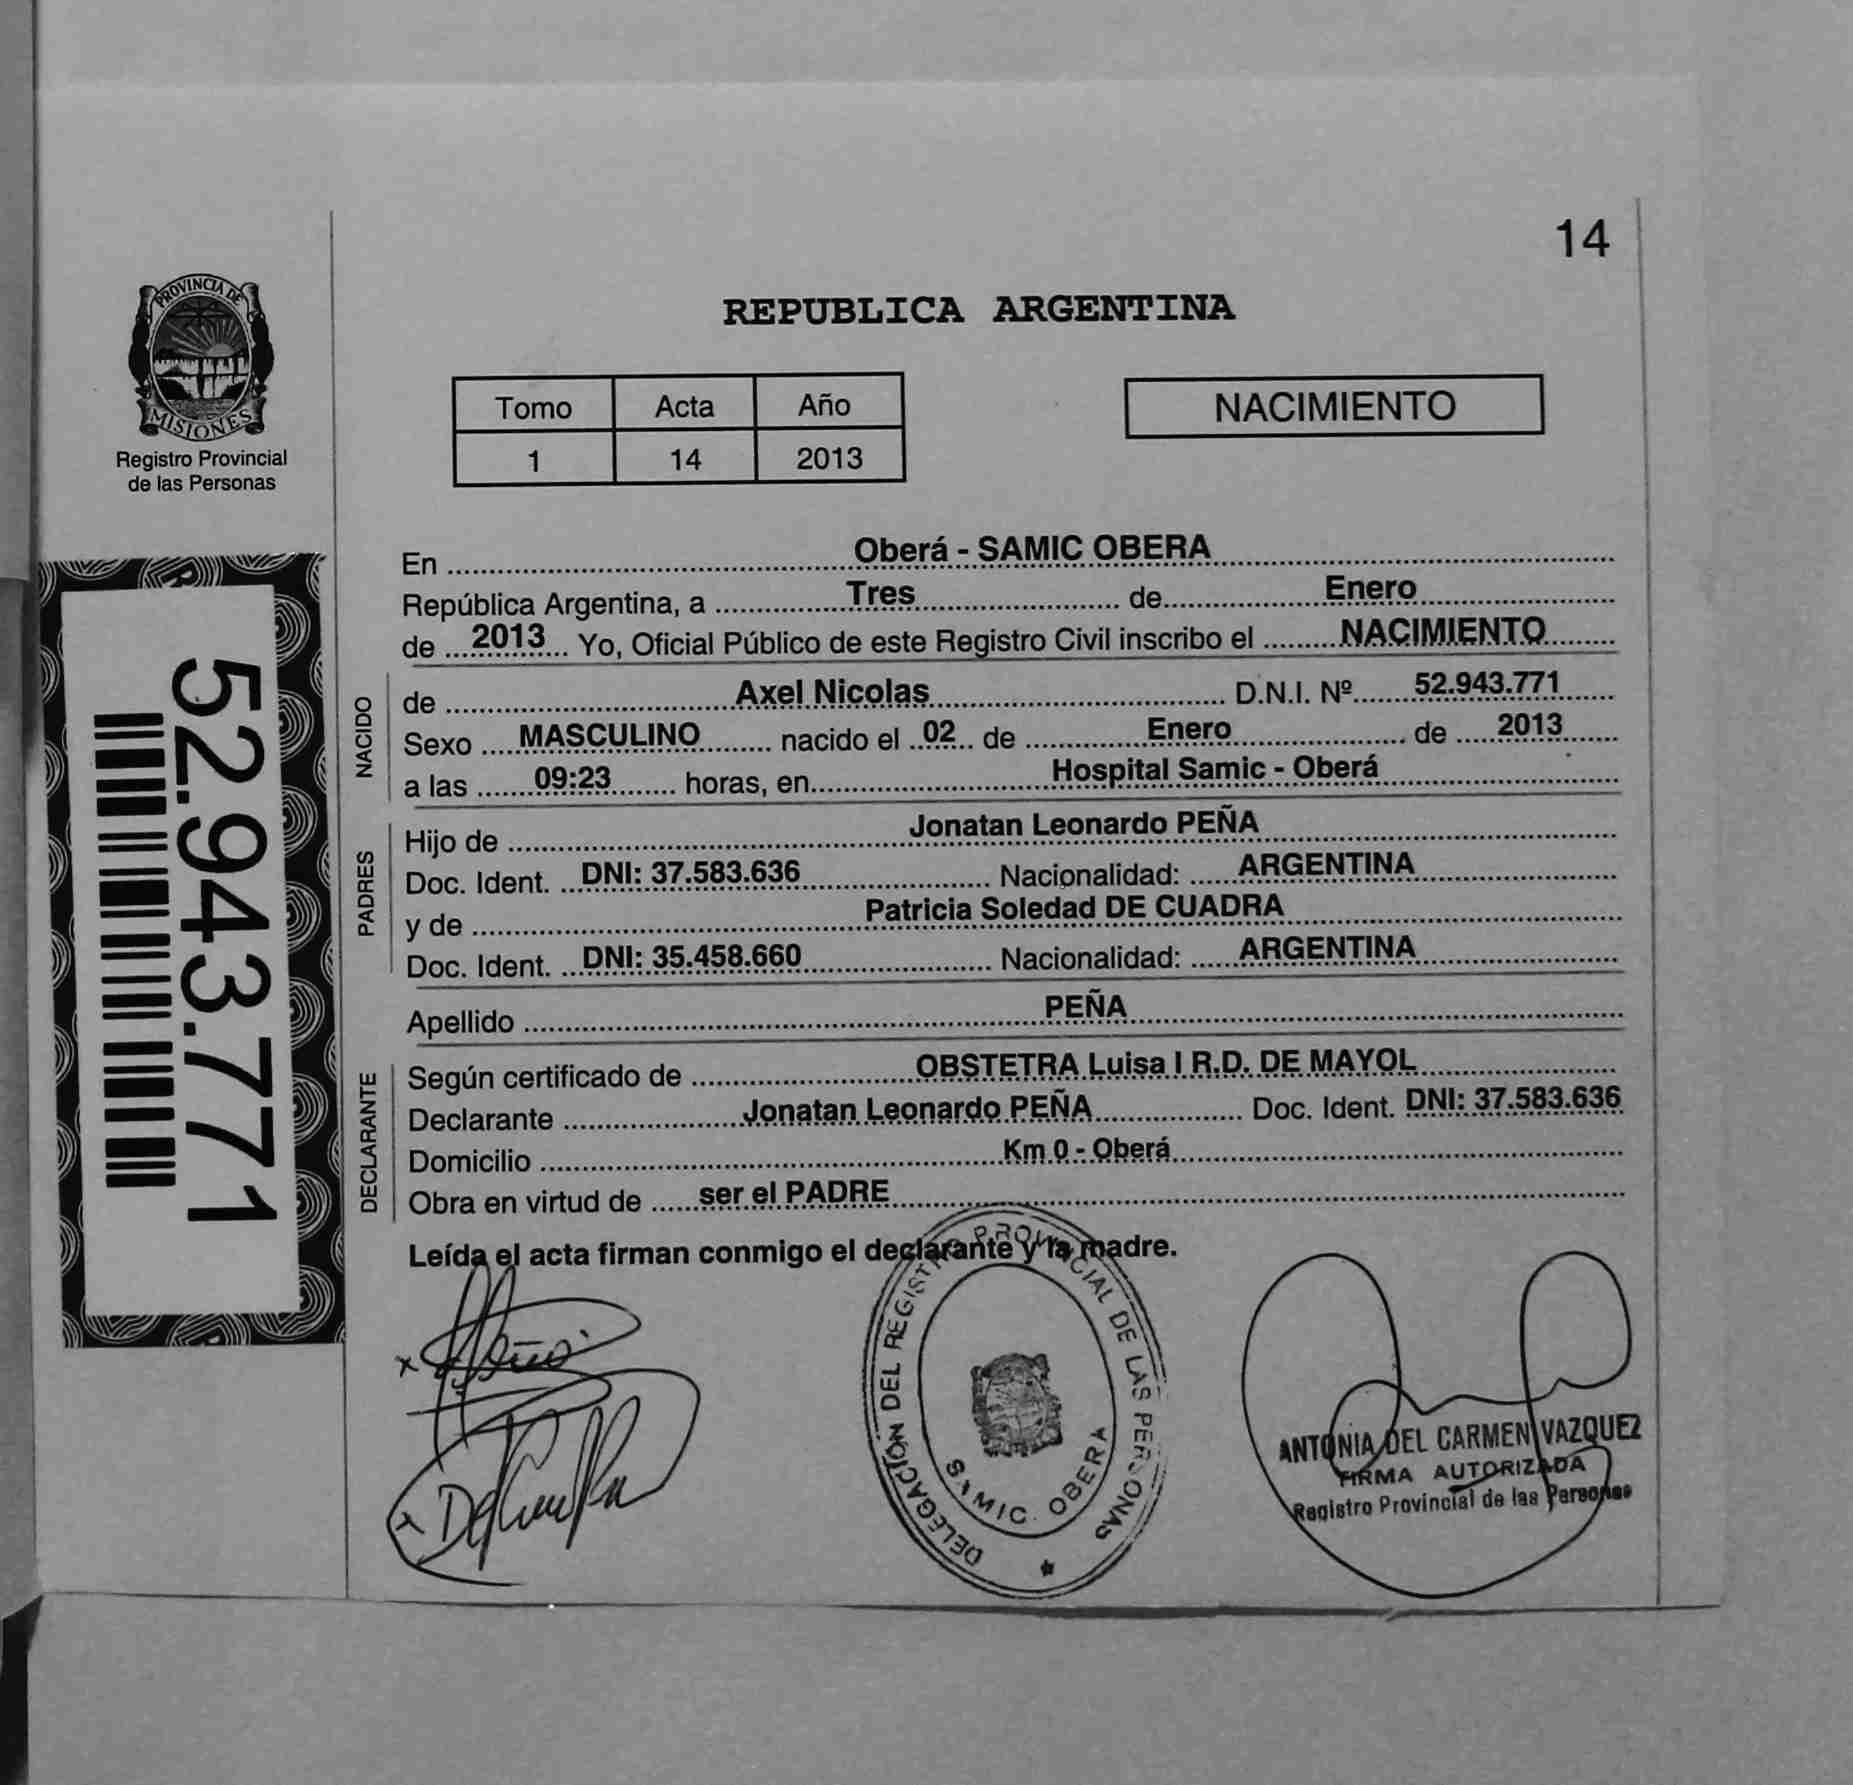 14
PROVINCIA DE
MISIONES
Registro Provincial
de las Personas
REPUBLICA ARGENTINA
Tomo Acta Año
1 14 2013
NACIMIENTO
52.943.771
En Oberá - SAMIC OBERA
República Argentina, a Tres de Enero
de 2013 Yo, Oficial Público de este Registro Civil inscribo el NACIMIENTO
NACIDO
de Axel Nicolas D.N.I. Nº 52.943.771
Sexo MASCULINO nacido el 02 de Enero de 2013
a las 09:23 horas, en Hospital Samic - Oberá
PADRES
Hijo de Jonatan Leonardo PEÑA
Doc. Ident. DNI: 37.583.636 Nacionalidad: ARGENTINA
y de Patricia Soledad DE CUADRA
Doc. Ident. DNI: 35.458.660 Nacionalidad: ARGENTINA
Apellido PEÑA
DECLARANTE
Según certificado de OBSTETRA Luisa I R.D. DE MAYOL
Declarante Jonatan Leonardo PEÑA Doc. Ident. DNI: 37.583.636
Domicilio Km 0 - Oberá
Obra en virtud de ser el PADRE
Leída el acta firman conmigo el declarante y la madre.
DELEGACIÓN DEL REGISTRO PROVINCIAL DE LAS PERSONAS
SAMIC. OBERA
ANTONIA DEL CARMEN VAZQUEZ
FIRMA AUTORIZADA
Registro Provincial de las Personas